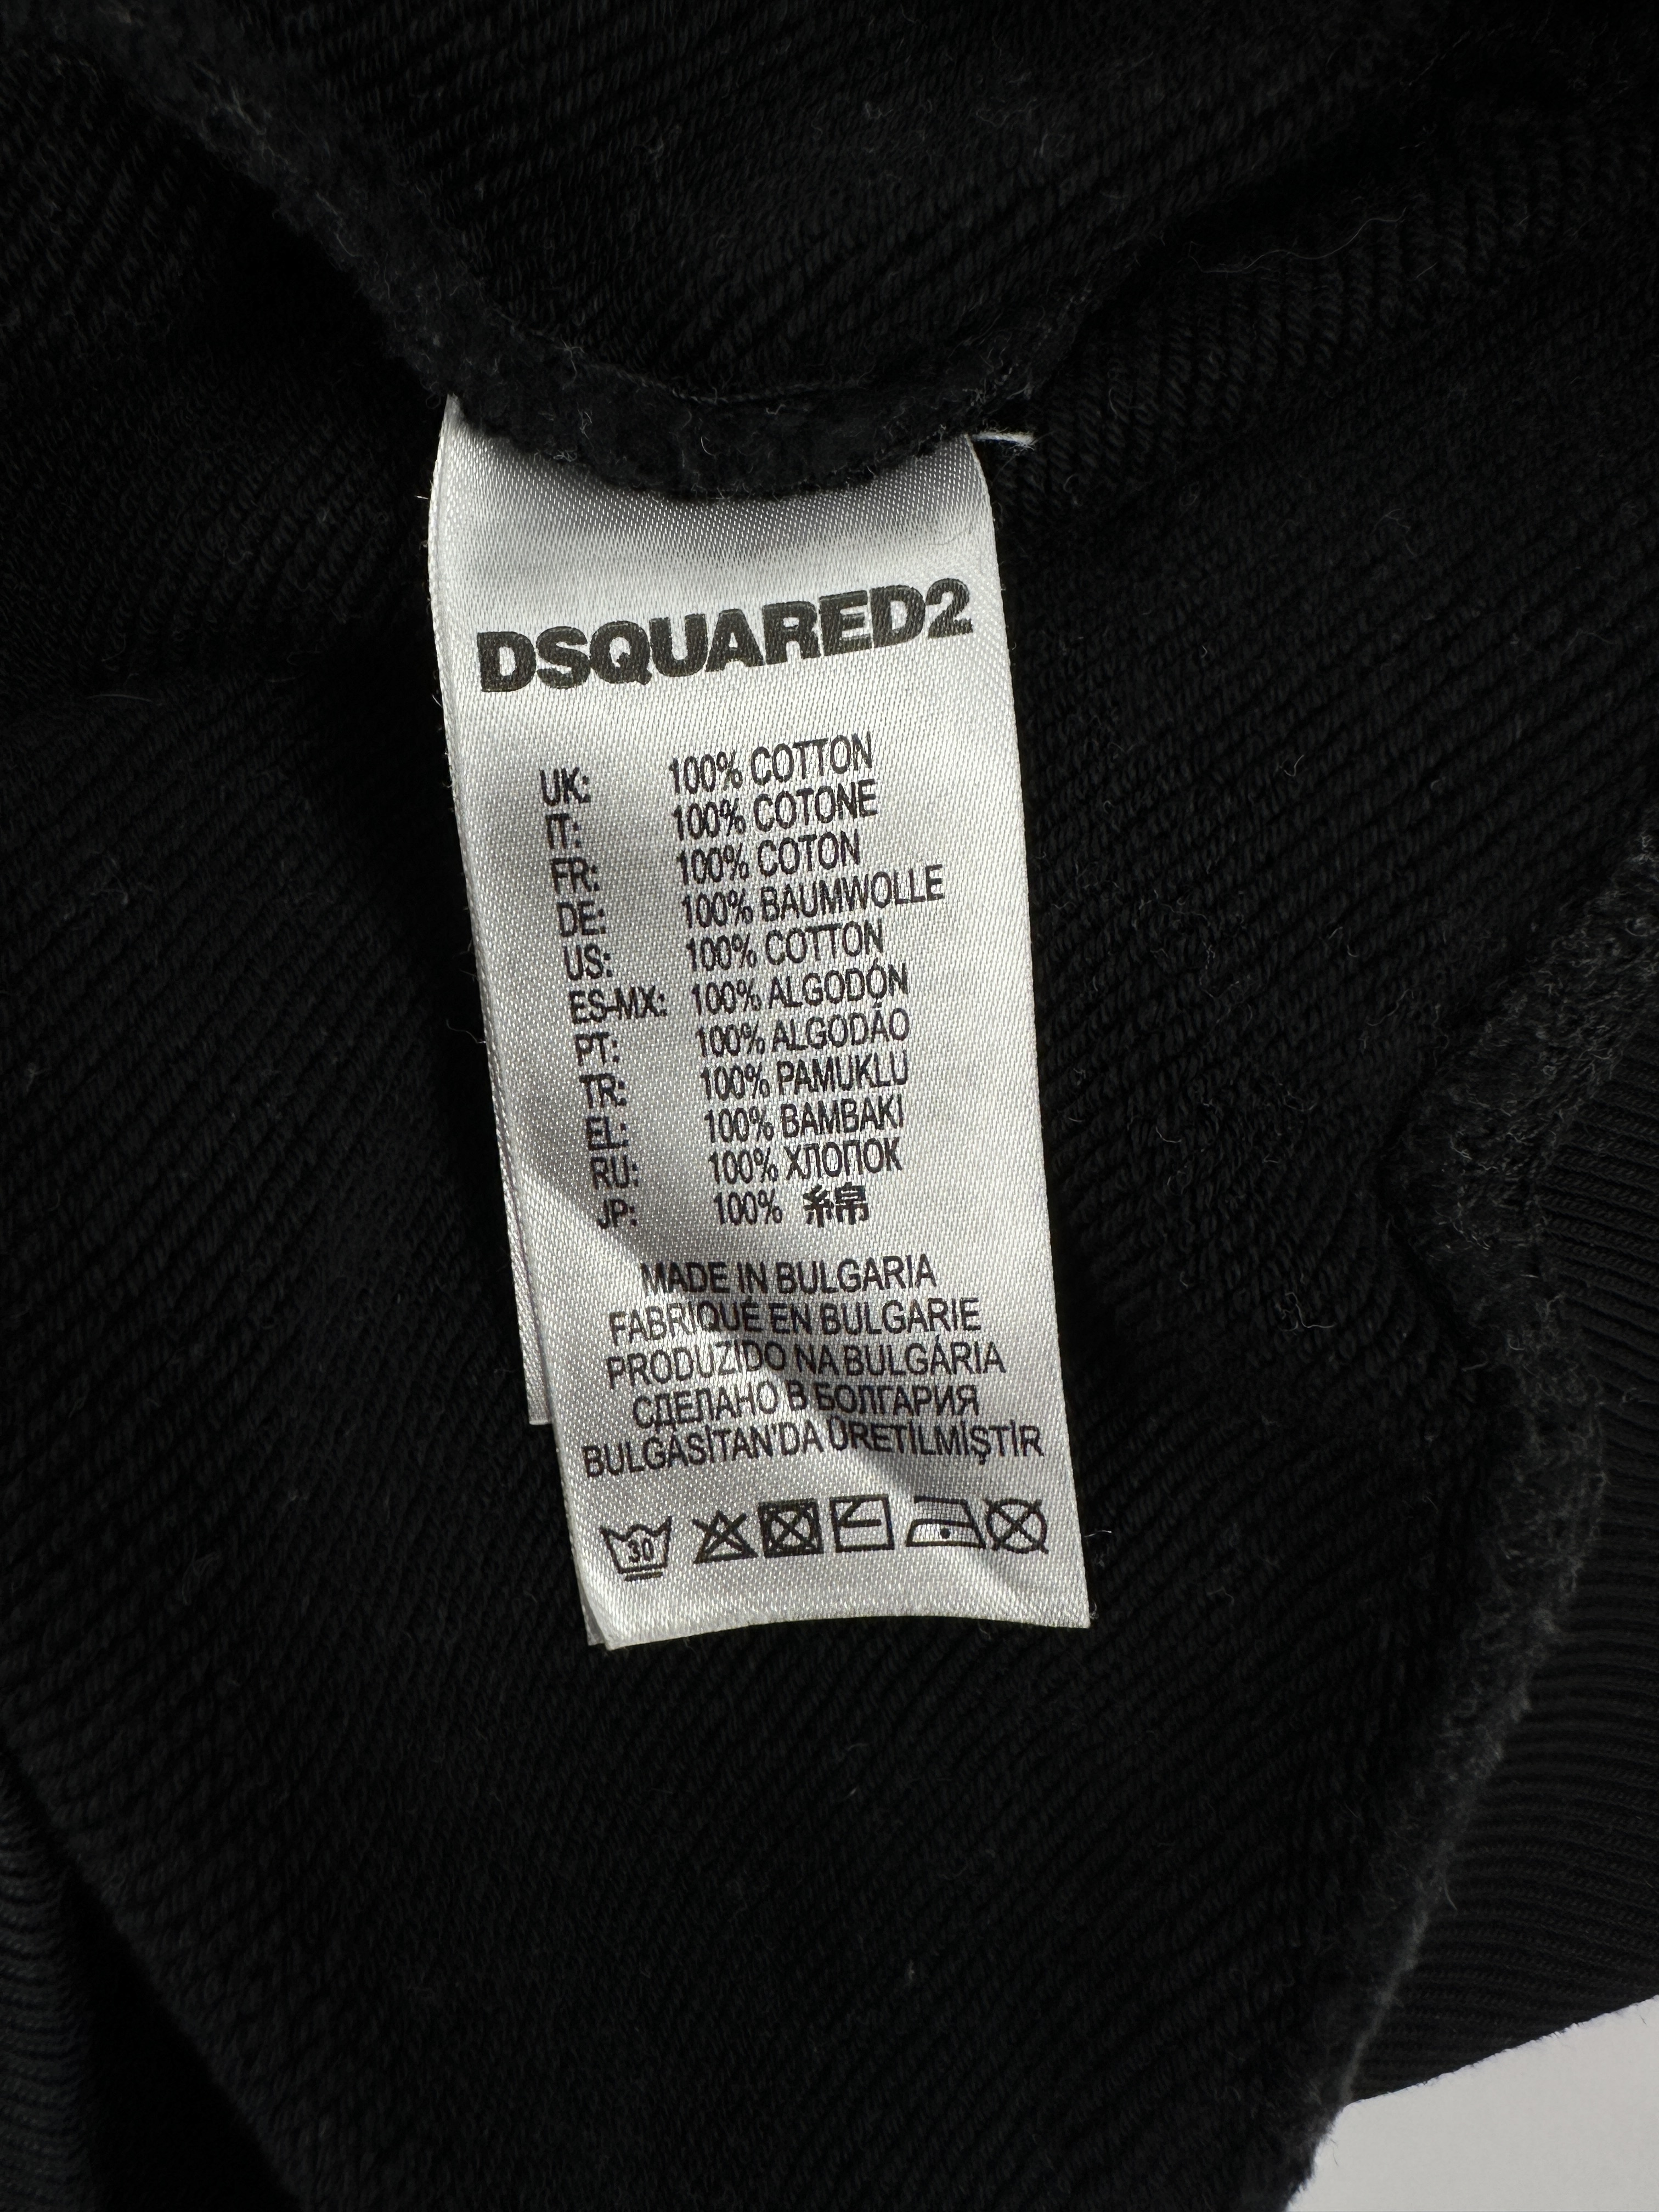 DSQUARED2
UK: 100% COTTON
IT: 100% COTONE
FR: 100% COTON
DE: 100% BAUMWOLLE
US: 100% COTTON
ES-MX: 100% ALGODÓN
PT: 100% ALGODÃO
TR: 100% PAMUKLU
EL: 100% BAMBAKI
RU: 100% ХЛОПОК
JP: 100% 綿
MADE IN BULGARIA
FABRIQUÉ EN BULGARIE
PRODUZIDO NA BULGÁRIA
СДЕЛАНО В БОЛГАРИЯ
BULGASİTAN'DA ÜRETİLMİŞTİR
30